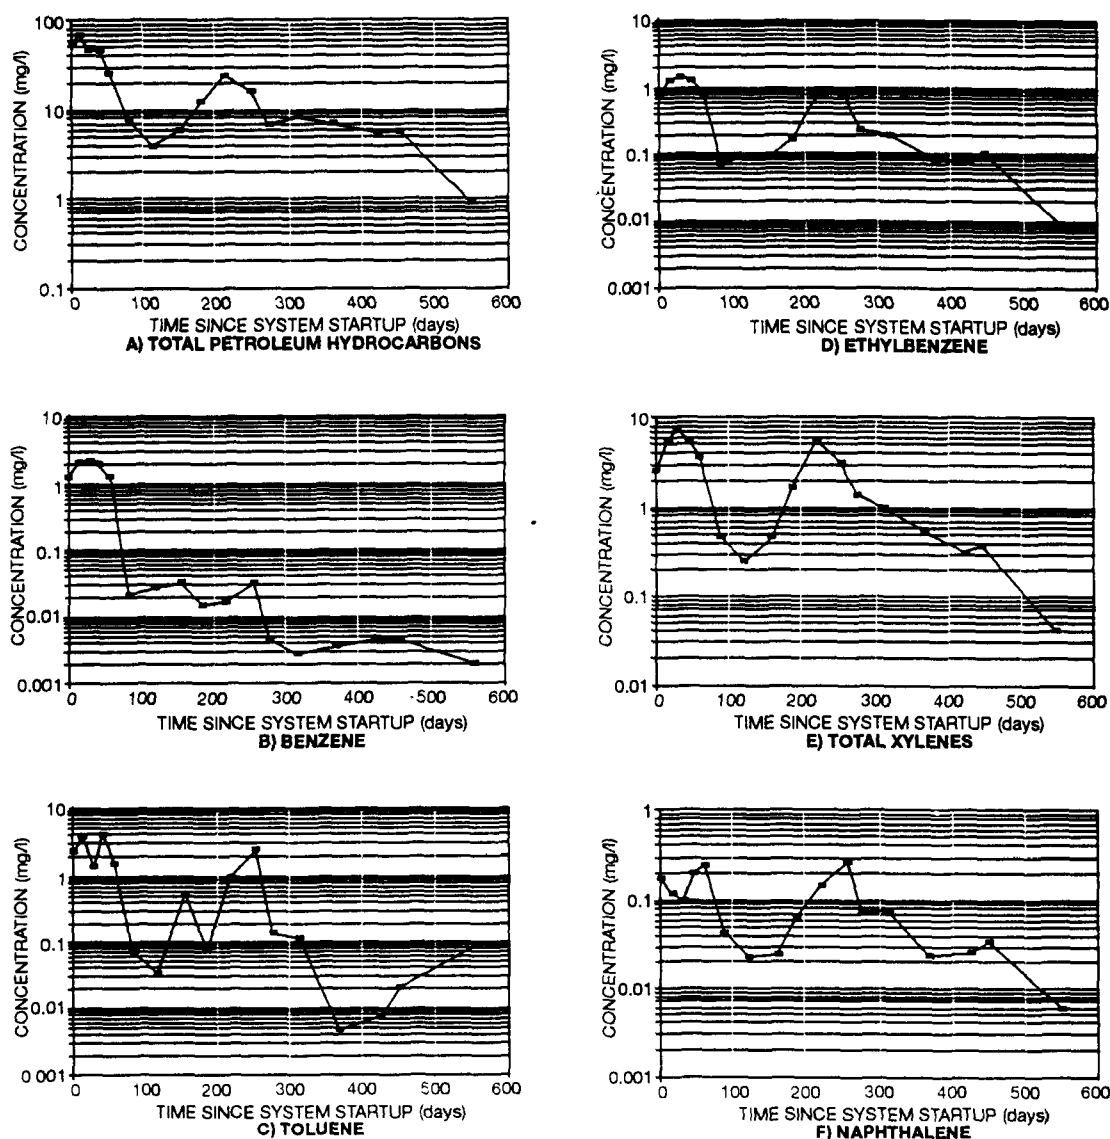 100
10
1
0.1
CONCENTRATION (mg/l)
0 100 200 300 400 500 600
TIME SINCE SYSTEM STARTUP (days)
A) TOTAL PETROLEUM HYDROCARBONS
10
1
0.1
0.01
0.001
CONCENTRATION (mg/l)
0 100 200 300 400 500 600
TIME SINCE SYSTEM STARTUP (days)
D) ETHYLBENZENE
10
1
0.1
0.01
0.001
CONCENTRATION (mg/l)
0 100 200 300 400 500 600
TIME SINCE SYSTEM STARTUP (days)
B) BENZENE
10
1
0.1
0.01
CONCENTRATION (mg/l)
0 100 200 300 400 500 600
TIME SINCE SYSTEM STARTUP (days)
E) TOTAL XYLENES
10
1
0.1
0.01
0 001
CONCENTRATION (mg/l)
0 100 200 300 400 500 600
TIME SINCE SYSTEM STARTUP (days)
C) TOLUENE
1
0.1
0.01
0.001
CONCENTRATION (mg/l)
0 100 200 300 400 500 600
TIME SINCE SYSTEM STARTUP (days)
F) NAPHTHALENE